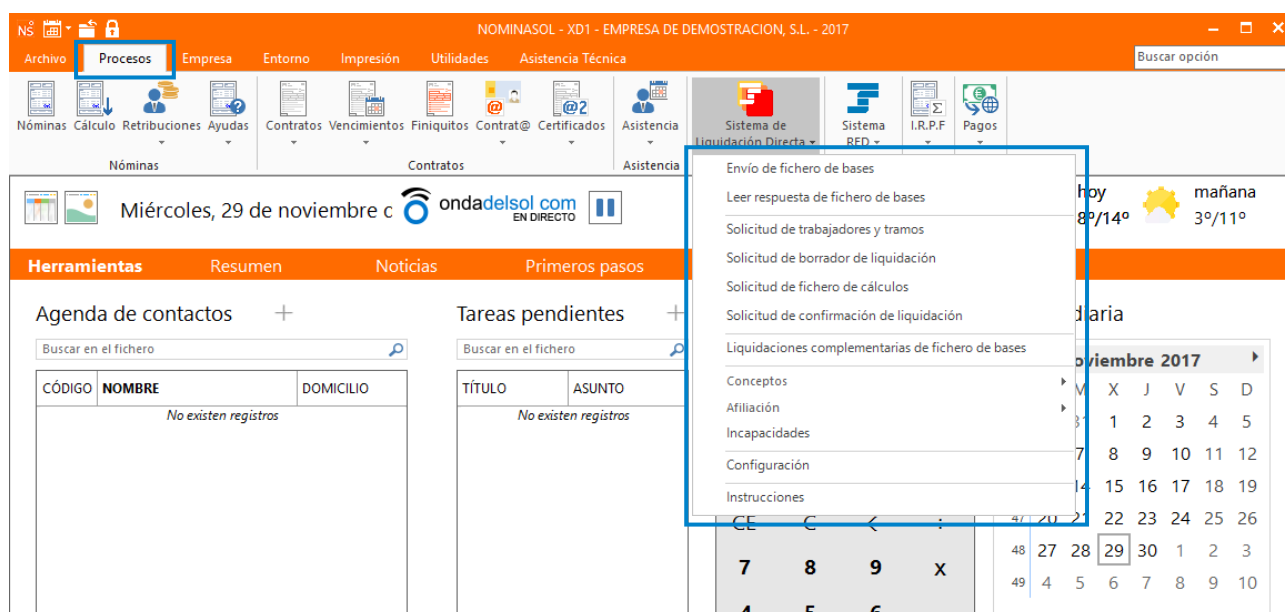 NOMINASOL - XD1 - EMPRESA DE DEMOSTRACION, S.L. - 2017
Archivo Procesos Empresa Entorno Impresión Utilidades Asistencia Técnica Buscar opción
Nóminas Cálculo Retribuciones Ayudas Contratos Vencimientos Finiquitos Contrat@ Certificados Asistencia Sistema de Liquidación Directa Sistema RED I.R.P.F Pagos
Nóminas Contratos Asistencia
Envío de fichero de bases
Leer respuesta de fichero de bases
Solicitud de trabajadores y tramos
Solicitud de borrador de liquidación
Solicitud de fichero de cálculos
Solicitud de confirmación de liquidación
Liquidaciones complementarias de fichero de bases
Conceptos
Afiliación
Incapacidades
Configuración
Instrucciones
Miércoles, 29 de noviembre
ondadelsol com
EN DIRECTO
hoy
8º/14º
mañana
3º/11º
Herramientas Resumen Noticias Primeros pasos
Agenda de contactos
Buscar en el fichero
CÓDIGO NOMBRE DOMICILIO
No existen registros
Tareas pendientes
Buscar en el fichero
TÍTULO ASUNTO
No existen registros
CE C < :
7 8 9 x
4 5 6
2017
X J V S D
1 2 3 4 5
8 9 10 11 12
15 16 17 18 19
47 20 21 22 23 24 25 26
48 27 28 29 30 1 2 3
49 4 5 6 7 8 9 10